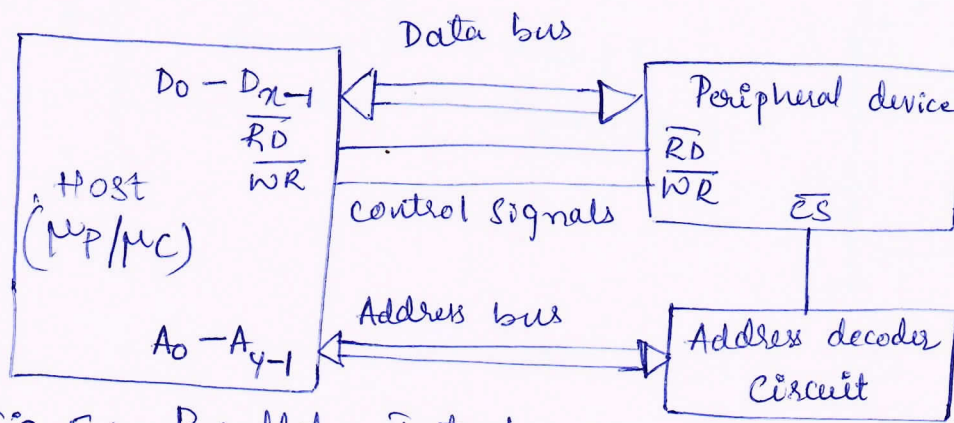 Data bus
D0 – Dx-1
RD
WR
Host
(μP/μC)
A0 – Ay-1
Peripheral device
RD
WR
CS
control signals
Address bus
Address decoder
Circuit